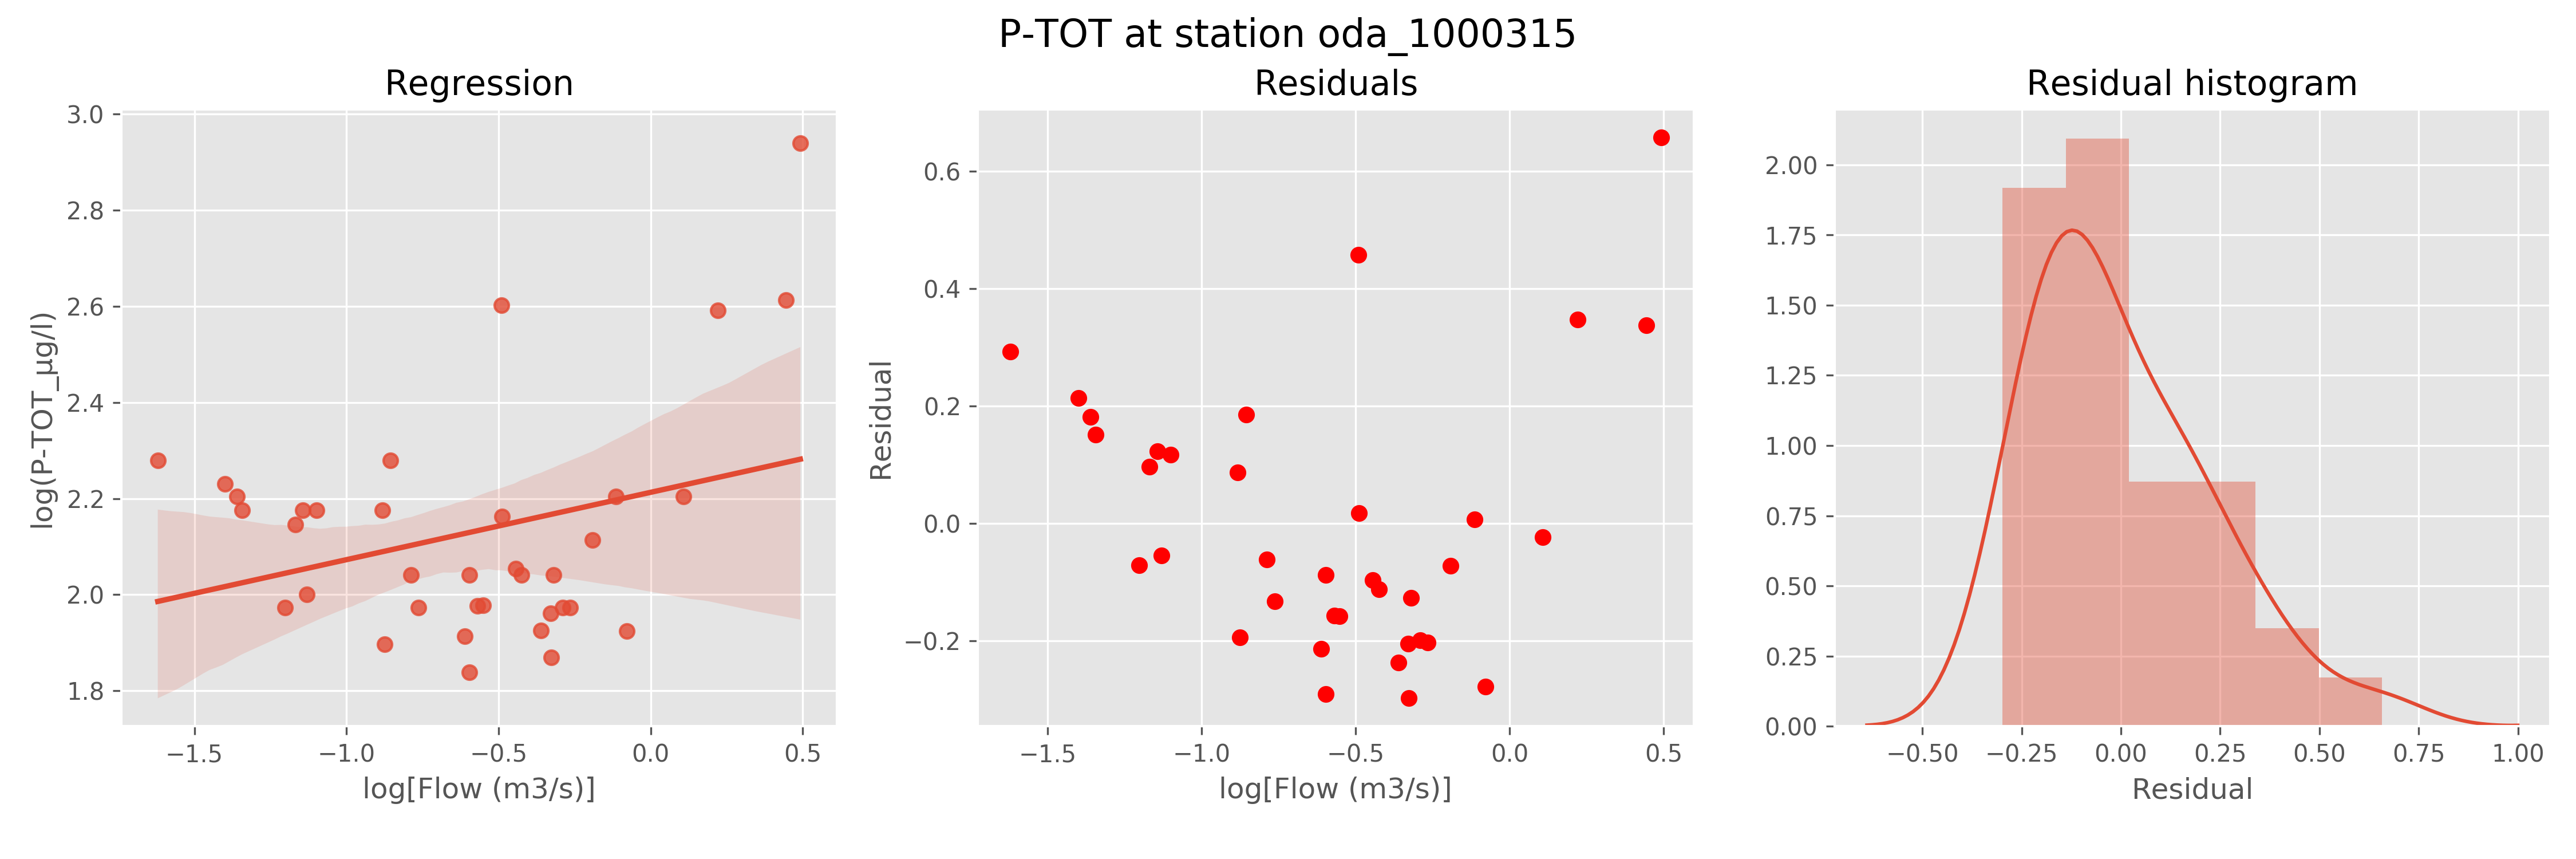 P-TOT at station oda_1000315
Regression
3.0
2.8
2.6
2.4
2.2
2.0
1.8
log(P-TOT_µg/l)
−1.5 −1.0 −0.5 0.0 0.5
log[Flow (m3/s)]
Residuals
0.6
0.4
0.2
0.0
−0.2
Residual
−1.5 −1.0 −0.5 0.0 0.5
log[Flow (m3/s)]
Residual histogram
2.00
1.75
1.50
1.25
1.00
0.75
0.50
0.25
0.00
−0.50 −0.25 0.00 0.25 0.50 0.75 1.00
Residual